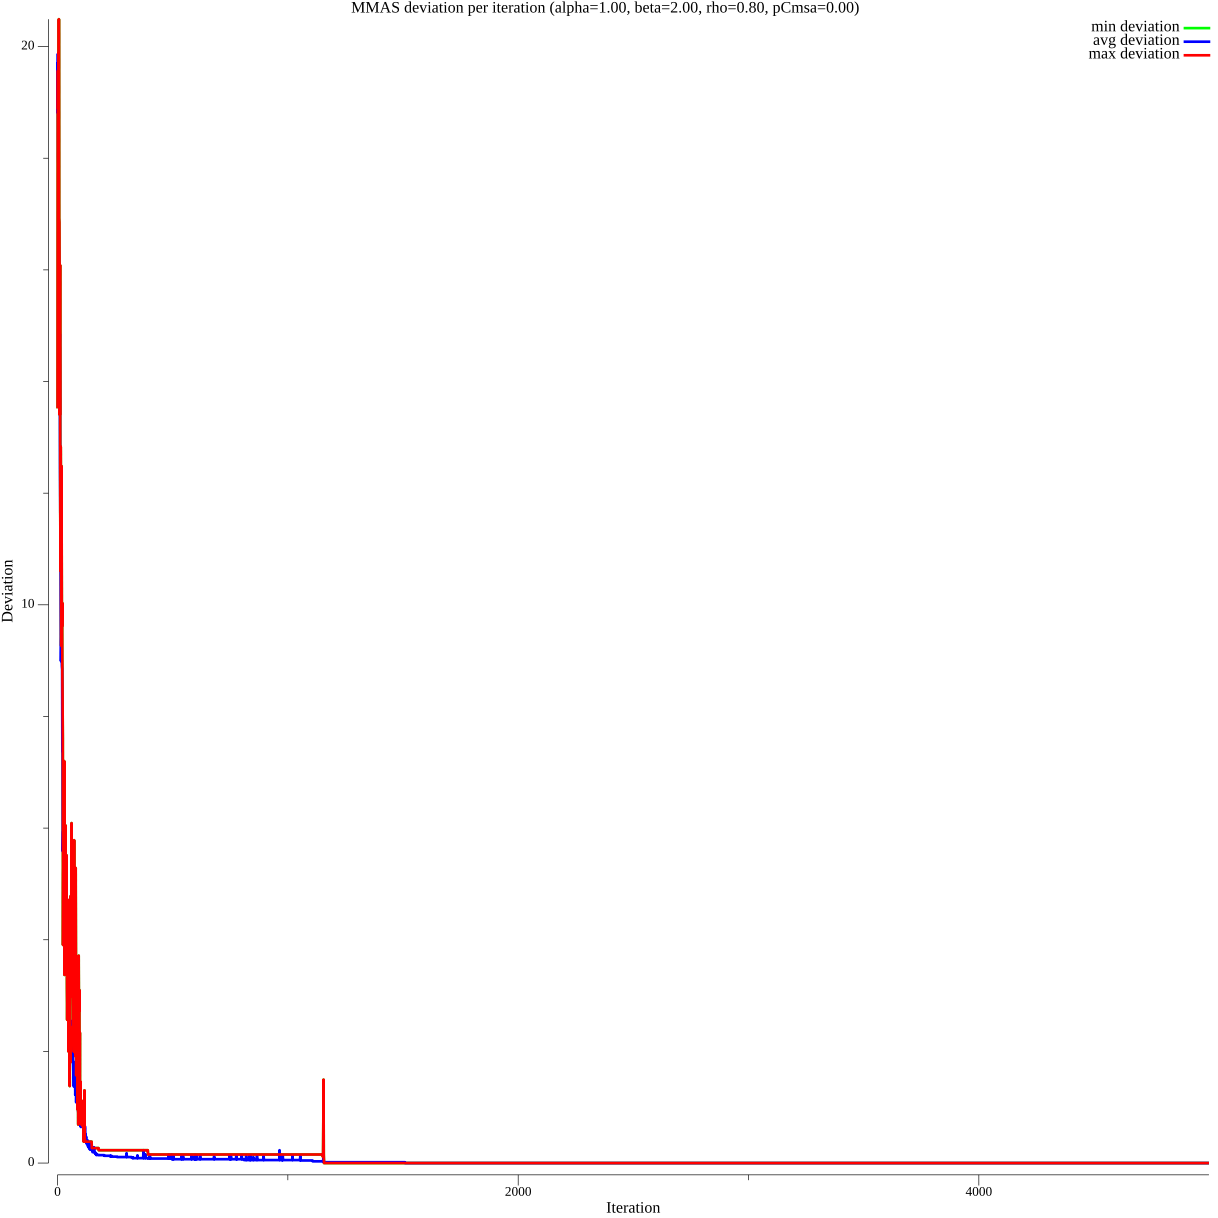 MMAS deviation per iteration (alpha=1.00, beta=2.00, rho=0.80, pCmsa=0.00)
min deviation
avg deviation
max deviation
20
10
0
Deviation
0
2000
4000
Iteration